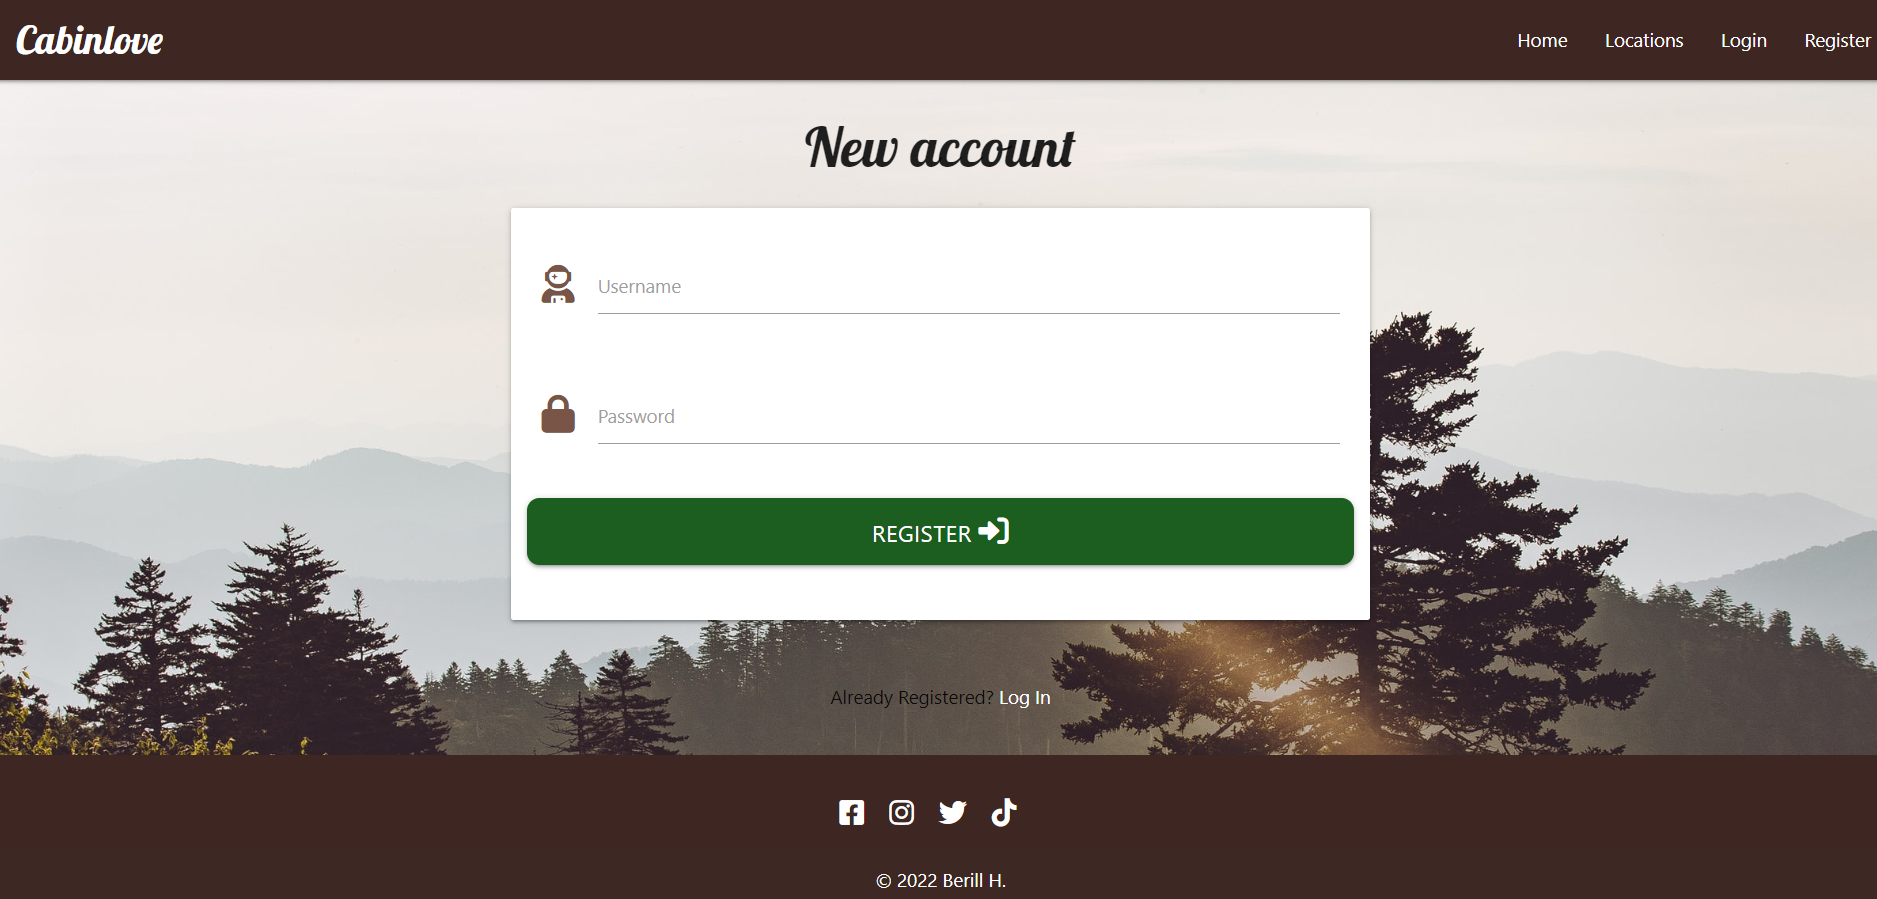 Cabinlove
Home Locations Login Register
New account
Username
Password
REGISTER
Already Registered? Log In
© 2022 Berill H.